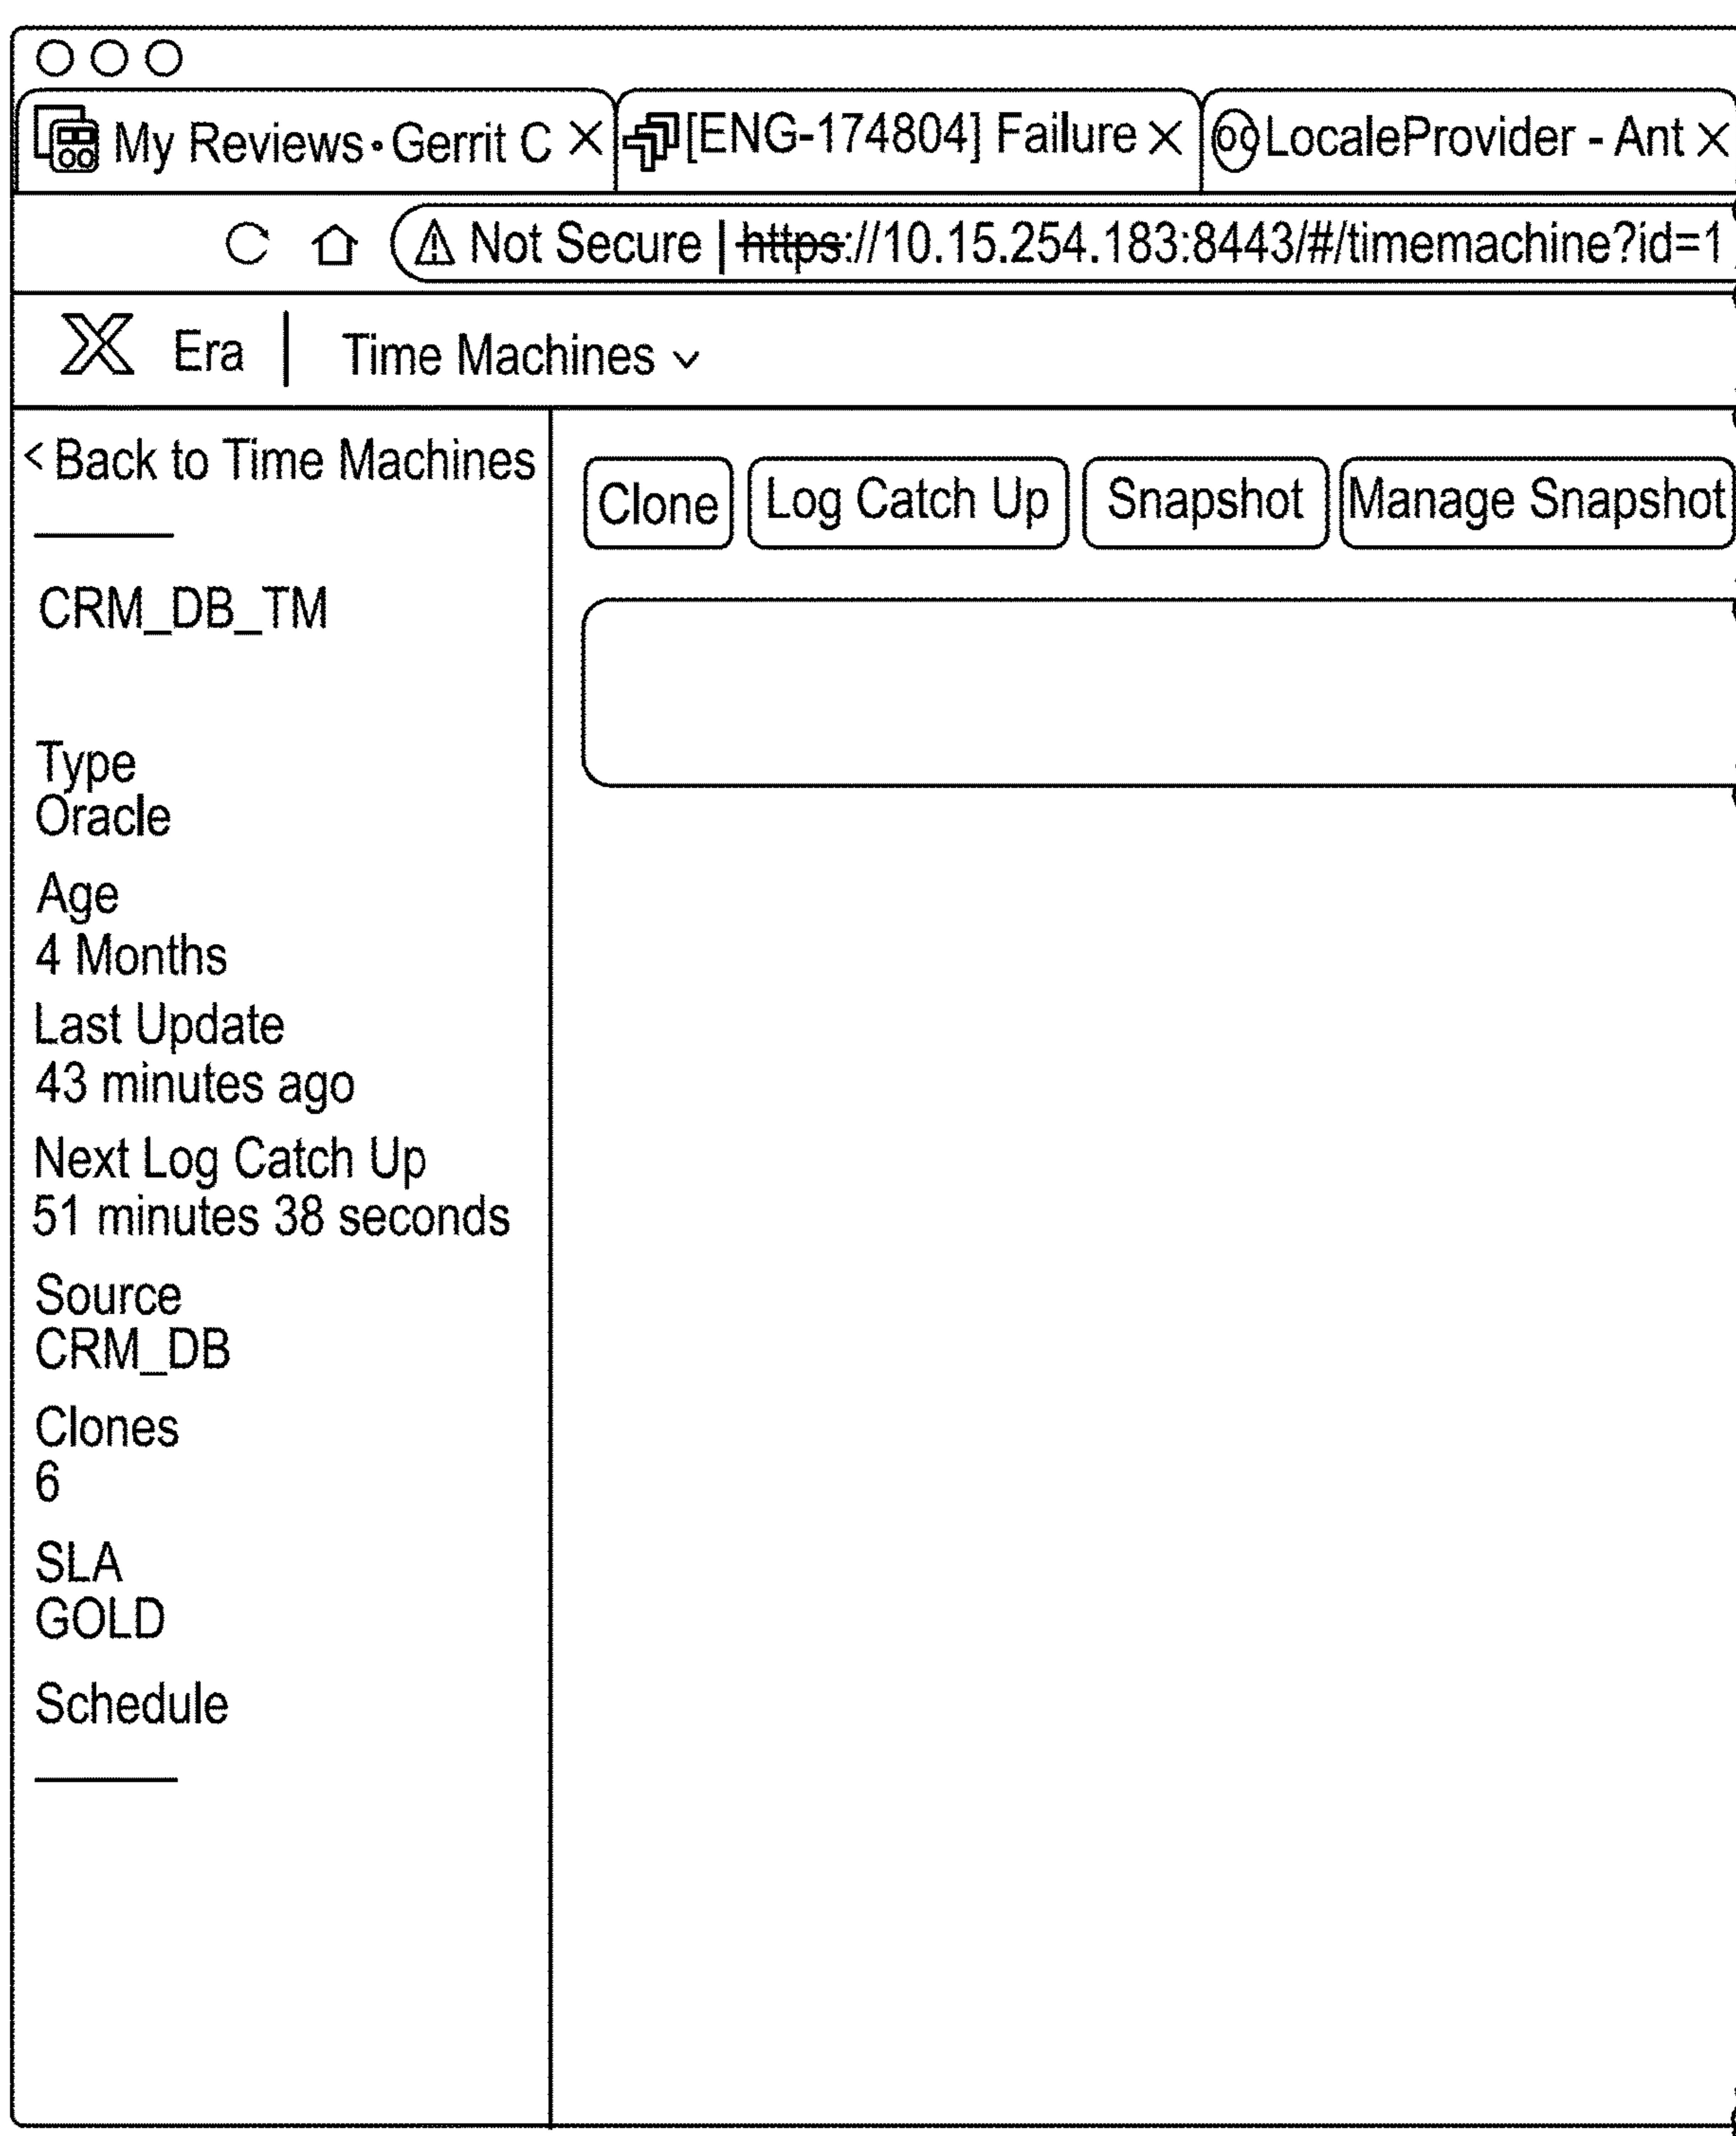 My Reviews · Gerrit C
[ENG-174804] Failure
LocaleProvider - Ant
Not Secure | https://10.15.254.183:8443/#/timemachine?id=1
Era | Time Machines
< Back to Time Machines
Clone
Log Catch Up
Snapshot
Manage Snapshot
CRM_DB_TM
Type
Oracle
Age
4 Months
Last Update
43 minutes ago
Next Log Catch Up
51 minutes 38 seconds
Source
CRM_DB
Clones
6
SLA
GOLD
Schedule